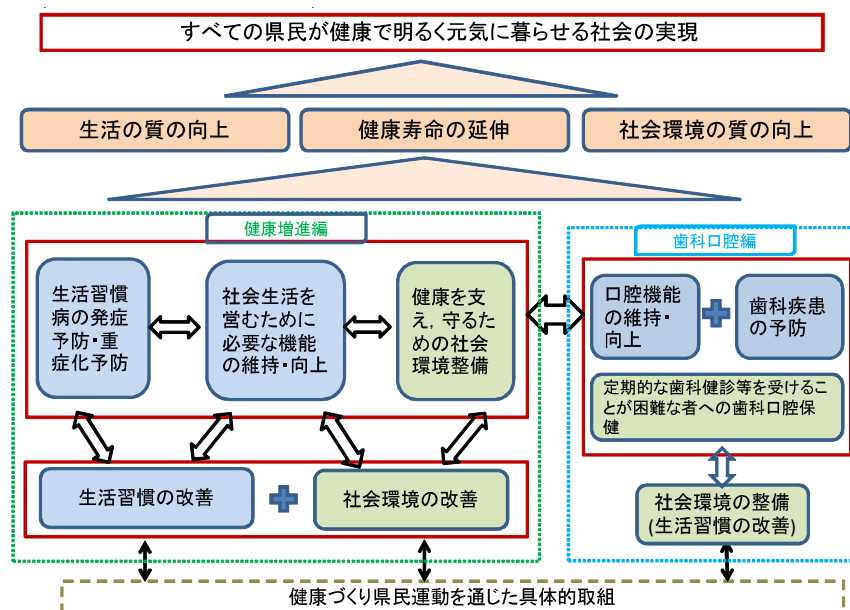 すべての県民が健康で明るく元気に暮らせる社会の実現
生活の質の向上
健康寿命の延伸
社会環境の質の向上
健康増進編
生活習慣
病の発症
予防・重
症化予防
社会生活を
営むために
必要な機能
の維持・向上
健康を支
え，守るた
めの社会
環境整備
生活習慣の改善
社会環境の改善
歯科口腔編
口腔機能
の維持・
向上
歯科疾患
の予防
定期的な歯科健診等を受けるこ
とが困難な者への歯科口腔保
健
社会環境の整備
(生活習慣の改善)
健康づくり県民運動を通じた具体的取組